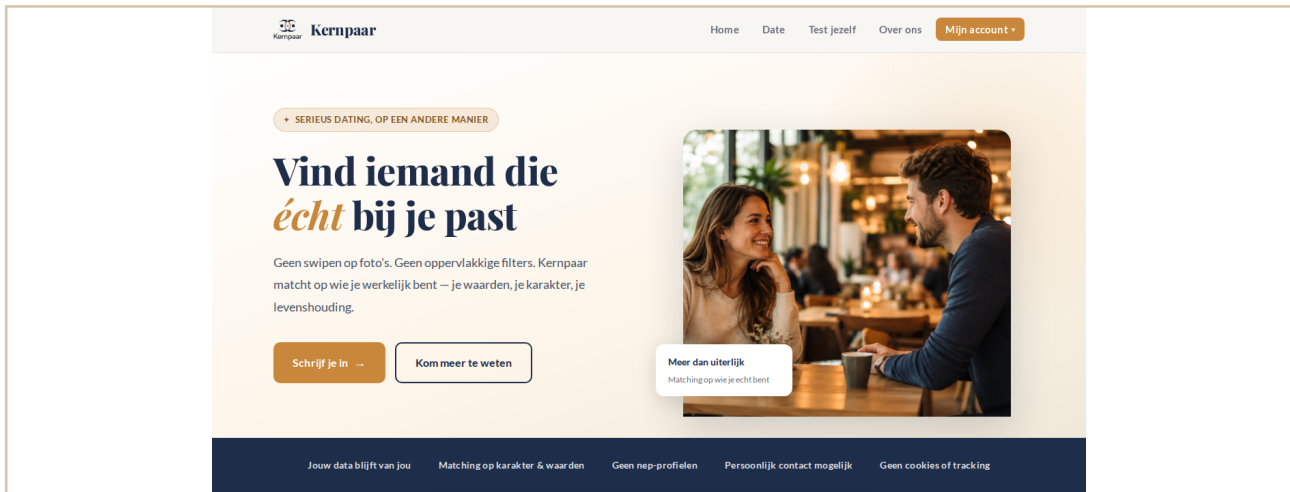 Kernpaar
Kernpaar
Home
Date
Test jezelf
Over ons
Mijn account ▾
✦ SERIEUS DATING, OP EEN ANDERE MANIER
Vind iemand die
écht bij je past
Geen swipen op foto's. Geen oppervlakkige filters. Kernpaar
matcht op wie je werkelijk bent — je waarden, je karakter, je
levenshouding.
Schrijf je in →
Kom meer te weten
Meer dan uiterlijk
Matching op wie je echt bent
Jouw data blijft van jou
Matching op karakter & waarden
Geen nep-profielen
Persoonlijk contact mogelijk
Geen cookies of tracking